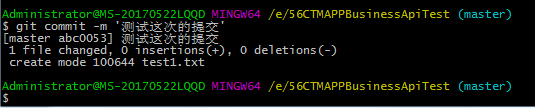 Administrator@MS-20170522LQQD MINGW64 /e/56CTMAPPBusinessApiTest (master)
$ git commit -m '测试这次的提交'
[master abc0053] 测试这次的提交
1 file changed, 0 insertions(+), 0 deletions(-)
create mode 100644 test1.txt
Administrator@MS-20170522LQQD MINGW64 /e/56CTMAPPBusinessApiTest (master)
$